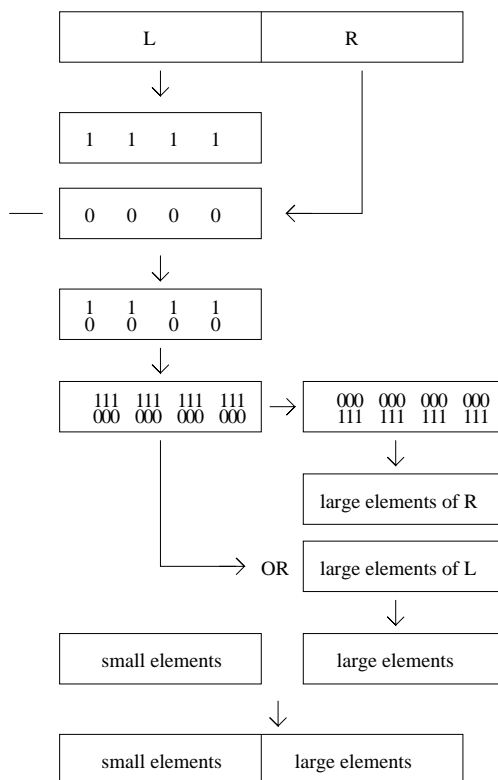 L R
1 1 1 1
0 0 0 0
1 1 1 1
0 0 0 0
111 111 111 111 000 000 000 000
000 000 000 000 111 111 111 111
large elements of R
OR large elements of L
small elements large elements
small elements large elements